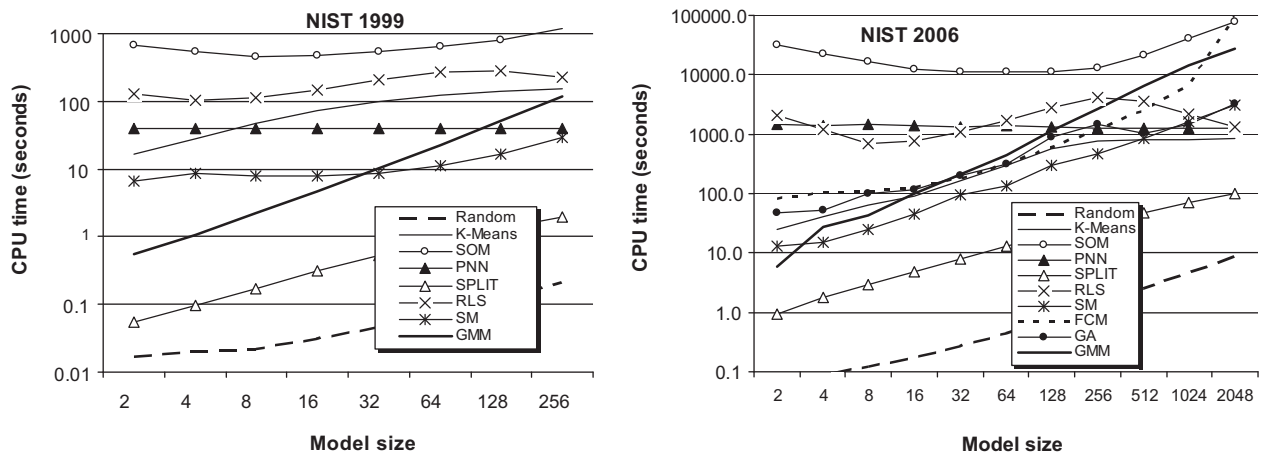 NIST 1999
CPU time (seconds)
1000
100
10
1
0.1
0.01
Random
K-Means
SOM
PNN
SPLIT
RLS
SM
GMM
2 4 8 16 32 64 128 256
Model size
NIST 2006
CPU time (seconds)
100000.0
10000.0
1000.0
100.0
10.0
1.0
0.1
Random
K-Means
SOM
PNN
SPLIT
RLS
SM
FCM
GA
GMM
2 4 8 16 32 64 128 256 512 1024 2048
Model size